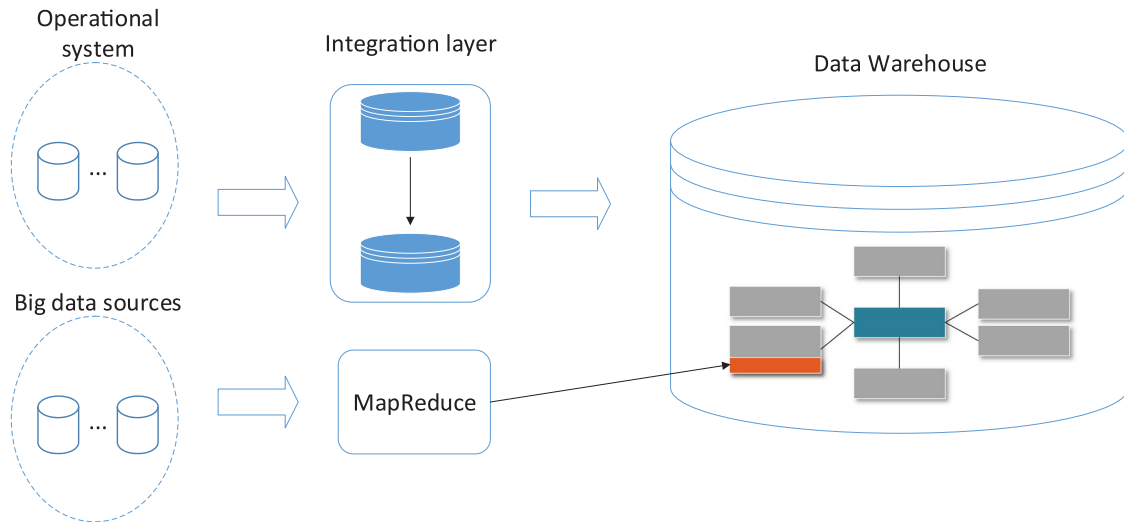 Operational
system
Integration layer
Data Warehouse
...
Big data sources
...
MapReduce